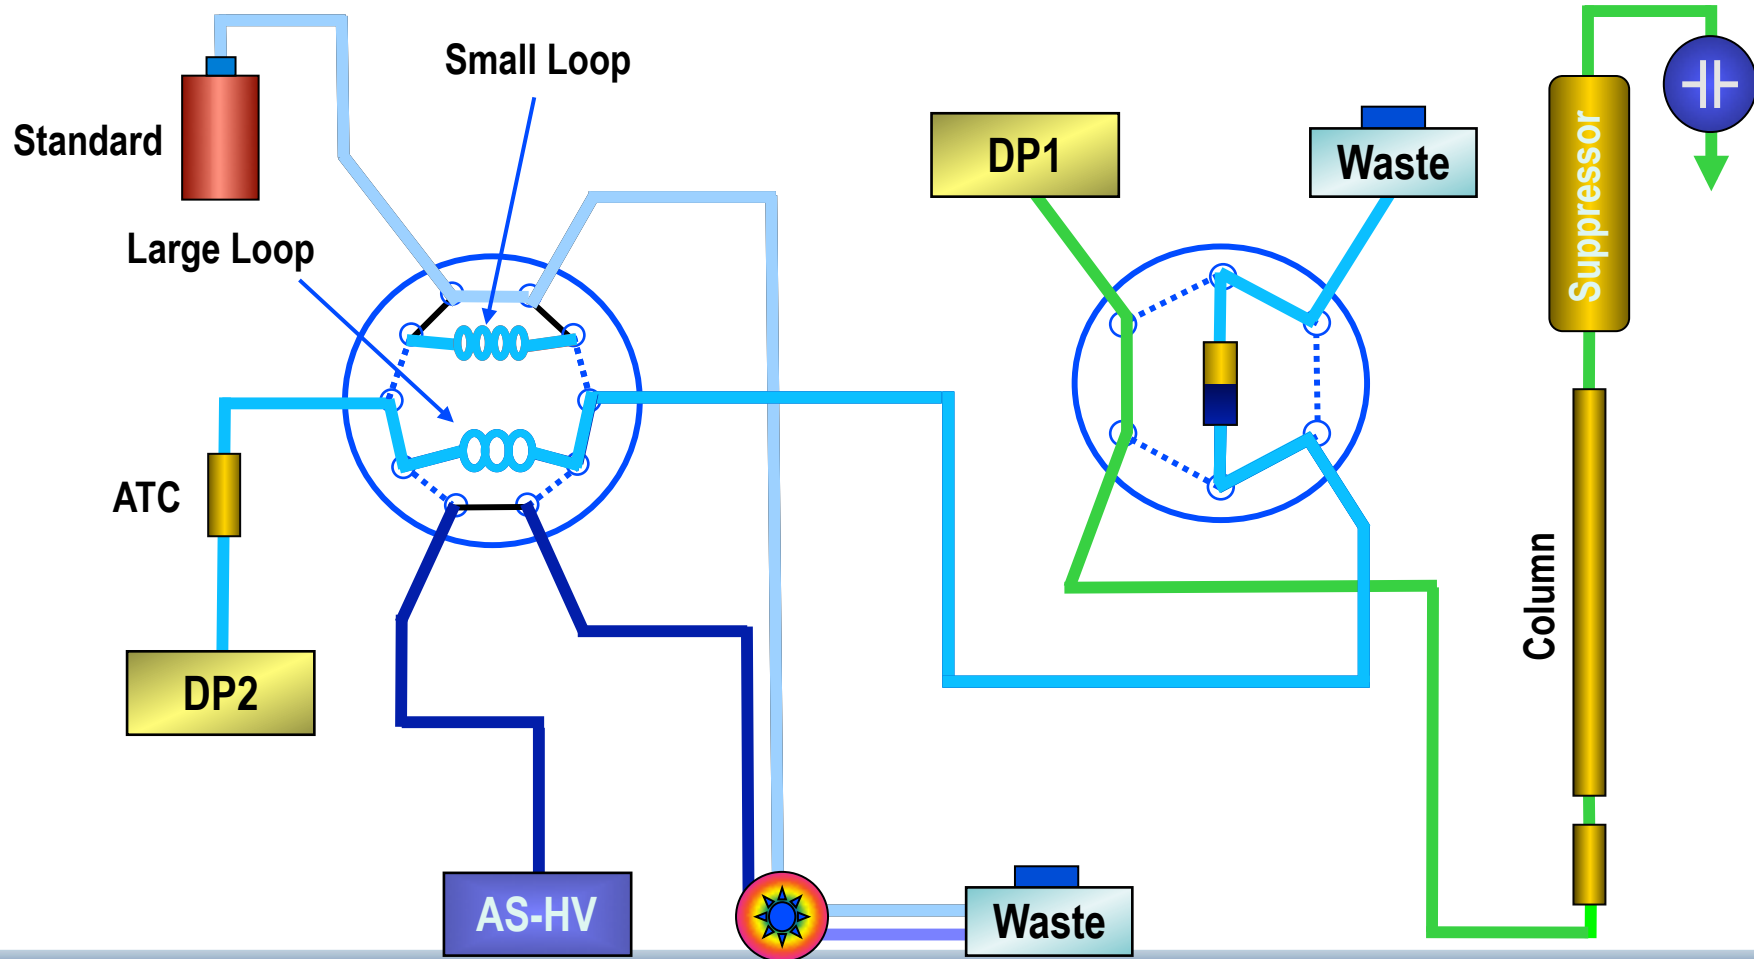 Small Loop
Standard
DP1
Waste
Suppressor
Large Loop
ATC
Column
DP2
AS-HV
Waste